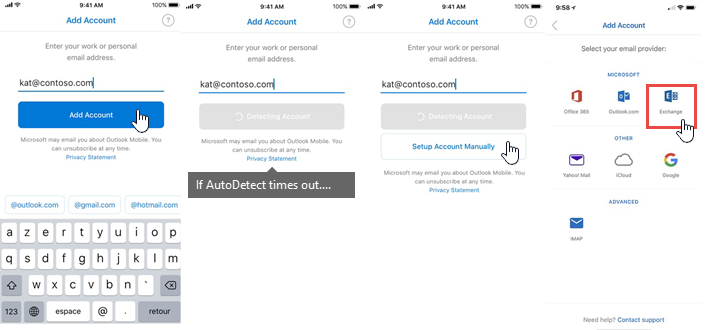 9:41 AM
100%
Add Account
?
Enter your work or personal
email address.
kat@contoso.com
Add Account
Microsoft may email you about Outlook Mobile. You
can unsubscribe at any time.
Privacy Statement
@outlook.com
@gmail.com
@hotmail.com
a z e r t y u i o p
q s d f g h j k l m
w x c v b n '
123 espace @ . retour
9:41 AM
100%
Add Account
?
Enter your work or personal
email address.
kat@contoso.com
Detecting Account
Microsoft may email you about Outlook Mobile. You
can unsubscribe at any time.
Privacy Statement
If AutoDetect times out....
9:41 AM
100%
Add Account
?
Enter your work or personal
email address.
kat@contoso.com
Detecting Account
Setup Account Manually
Microsoft may email you about Outlook Mobile. You
can unsubscribe at any time.
Privacy Statement
9:58
Add Account
Select your email provider:
MICROSOFT
Office 365
Outlook.com
Exchange
OTHER
Yahoo! Mail
iCloud
Google
ADVANCED
IMAP
Need help? Contact support